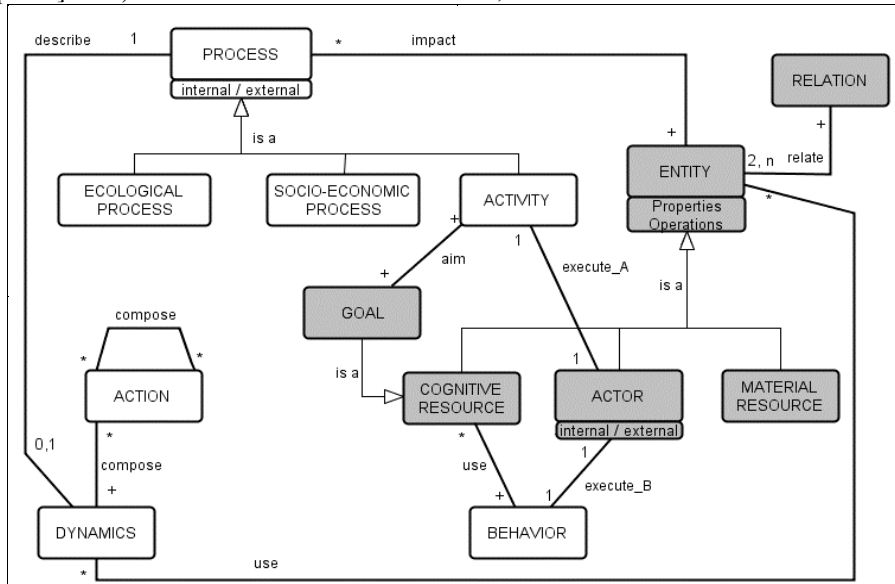 describe
1
PROCESS
internal / external
*
impact
RELATION
is a
+
+
relate
2, n
ENTITY
Properties
Operations
*
ECOLOGICAL
PROCESS
SOCIO-ECONOMIC
PROCESS
ACTIVITY
+
1
aim
execute_A
is a
+
GOAL
compose
*
*
is a
1
ACTION
COGNITIVE
RESOURCE
ACTOR
internal / external
MATERIAL
RESOURCE
*
*
1
0,1
compose
use
execute_B
+
+
1
DYNAMICS
BEHAVIOR
*
use